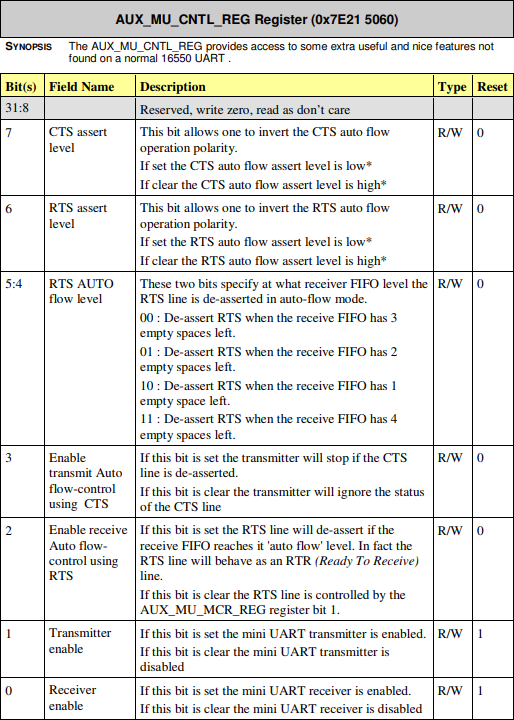 AUX_MU_CNTL_REG Register (0x7E21 5060)
SYNOPSIS The AUX_MU_CNTL_REG provides access to some extra useful and nice features not
found on a normal 16550 UART .
Bit(s) Field Name Description Type Reset
31:8 Reserved, write zero, read as don't care
7 CTS assert level This bit allows one to invert the CTS auto flow R/W 0
operation polarity.
If set the CTS auto flow assert level is low*
If clear the CTS auto flow assert level is high*
6 RTS assert level This bit allows one to invert the RTS auto flow R/W 0
operation polarity.
If set the RTS auto flow assert level is low*
If clear the RTS auto flow assert level is high*
5:4 RTS AUTO flow level These two bits specify at what receiver FIFO level the R/W 0
RTS line is de-asserted in auto-flow mode.
00 : De-assert RTS when the receive FIFO has 3
empty spaces left.
01 : De-assert RTS when the receive FIFO has 2
empty spaces left.
10 : De-assert RTS when the receive FIFO has 1
empty space left.
11 : De-assert RTS when the receive FIFO has 4
empty spaces left.
3 Enable transmit Auto flow-control using CTS If this bit is set the transmitter will stop if the CTS R/W 0
line is de-asserted.
If this bit is clear the transmitter will ignore the status
of the CTS line
2 Enable receive Auto flow-control using RTS If this bit is set the RTS line will de-assert if the R/W 0
receive FIFO reaches it 'auto flow' level. In fact the
RTS line will behave as an RTR (Ready To Receive)
line.
If this bit is clear the RTS line is controlled by the
AUX_MU_MCR_REG register bit 1.
1 Transmitter enable If this bit is set the mini UART transmitter is enabled. R/W 1
If this bit is clear the mini UART transmitter is
disabled
0 Receiver enable If this bit is set the mini UART receiver is enabled. R/W 1
If this bit is clear the mini UART receiver is disabled